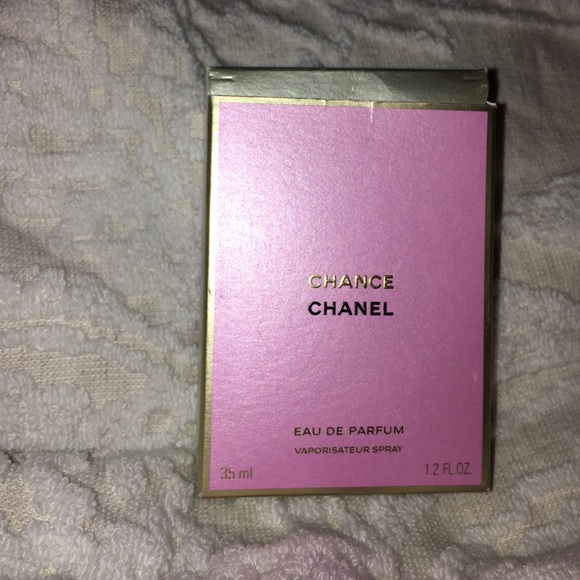 CHANCE
CHANEL
EAU DE PARFUM
VAPORISATEUR SPRAY
35 ml 1.2 FL.OZ.